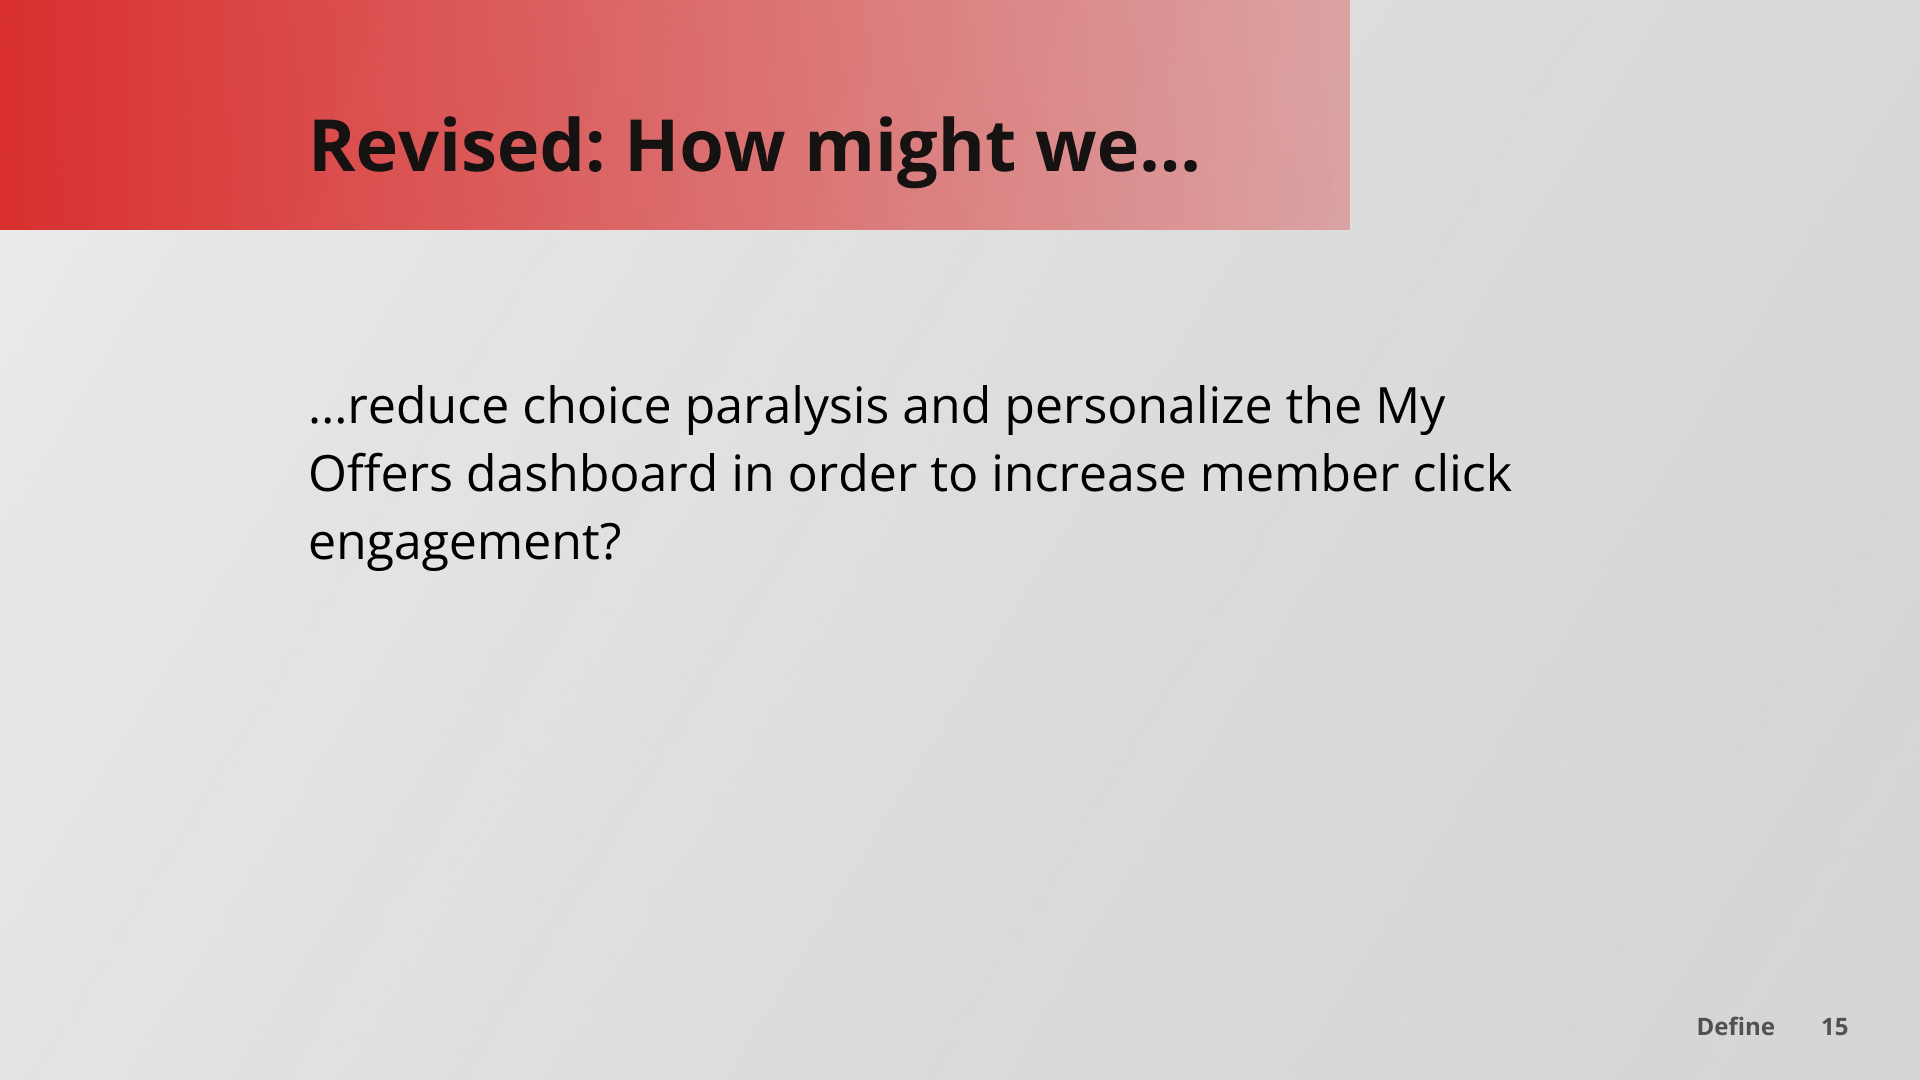 Revised: How might we...
...reduce choice paralysis and personalize the My
Offers dashboard in order to increase member click
engagement?
Define 15